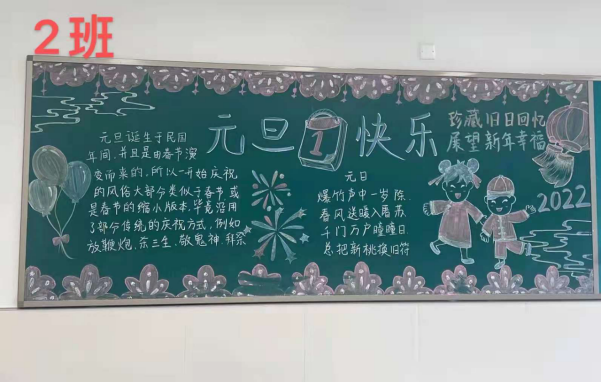 2班
元旦快乐
1
珍藏旧日回忆
展望新年幸福
元旦诞生于民国
年间,并且是由春节演
变而来的,所以一开始庆祝
的风俗大部分类似于春节或
是春节的缩小版本,毕竟沿用
了部分传统的庆祝方式,例如
放鞭炮、杀三生、敬鬼神、拜宗
元日
爆竹声中一岁除
春风送暖入屠苏
千门万户曈曈日
总把新桃换旧符
2022